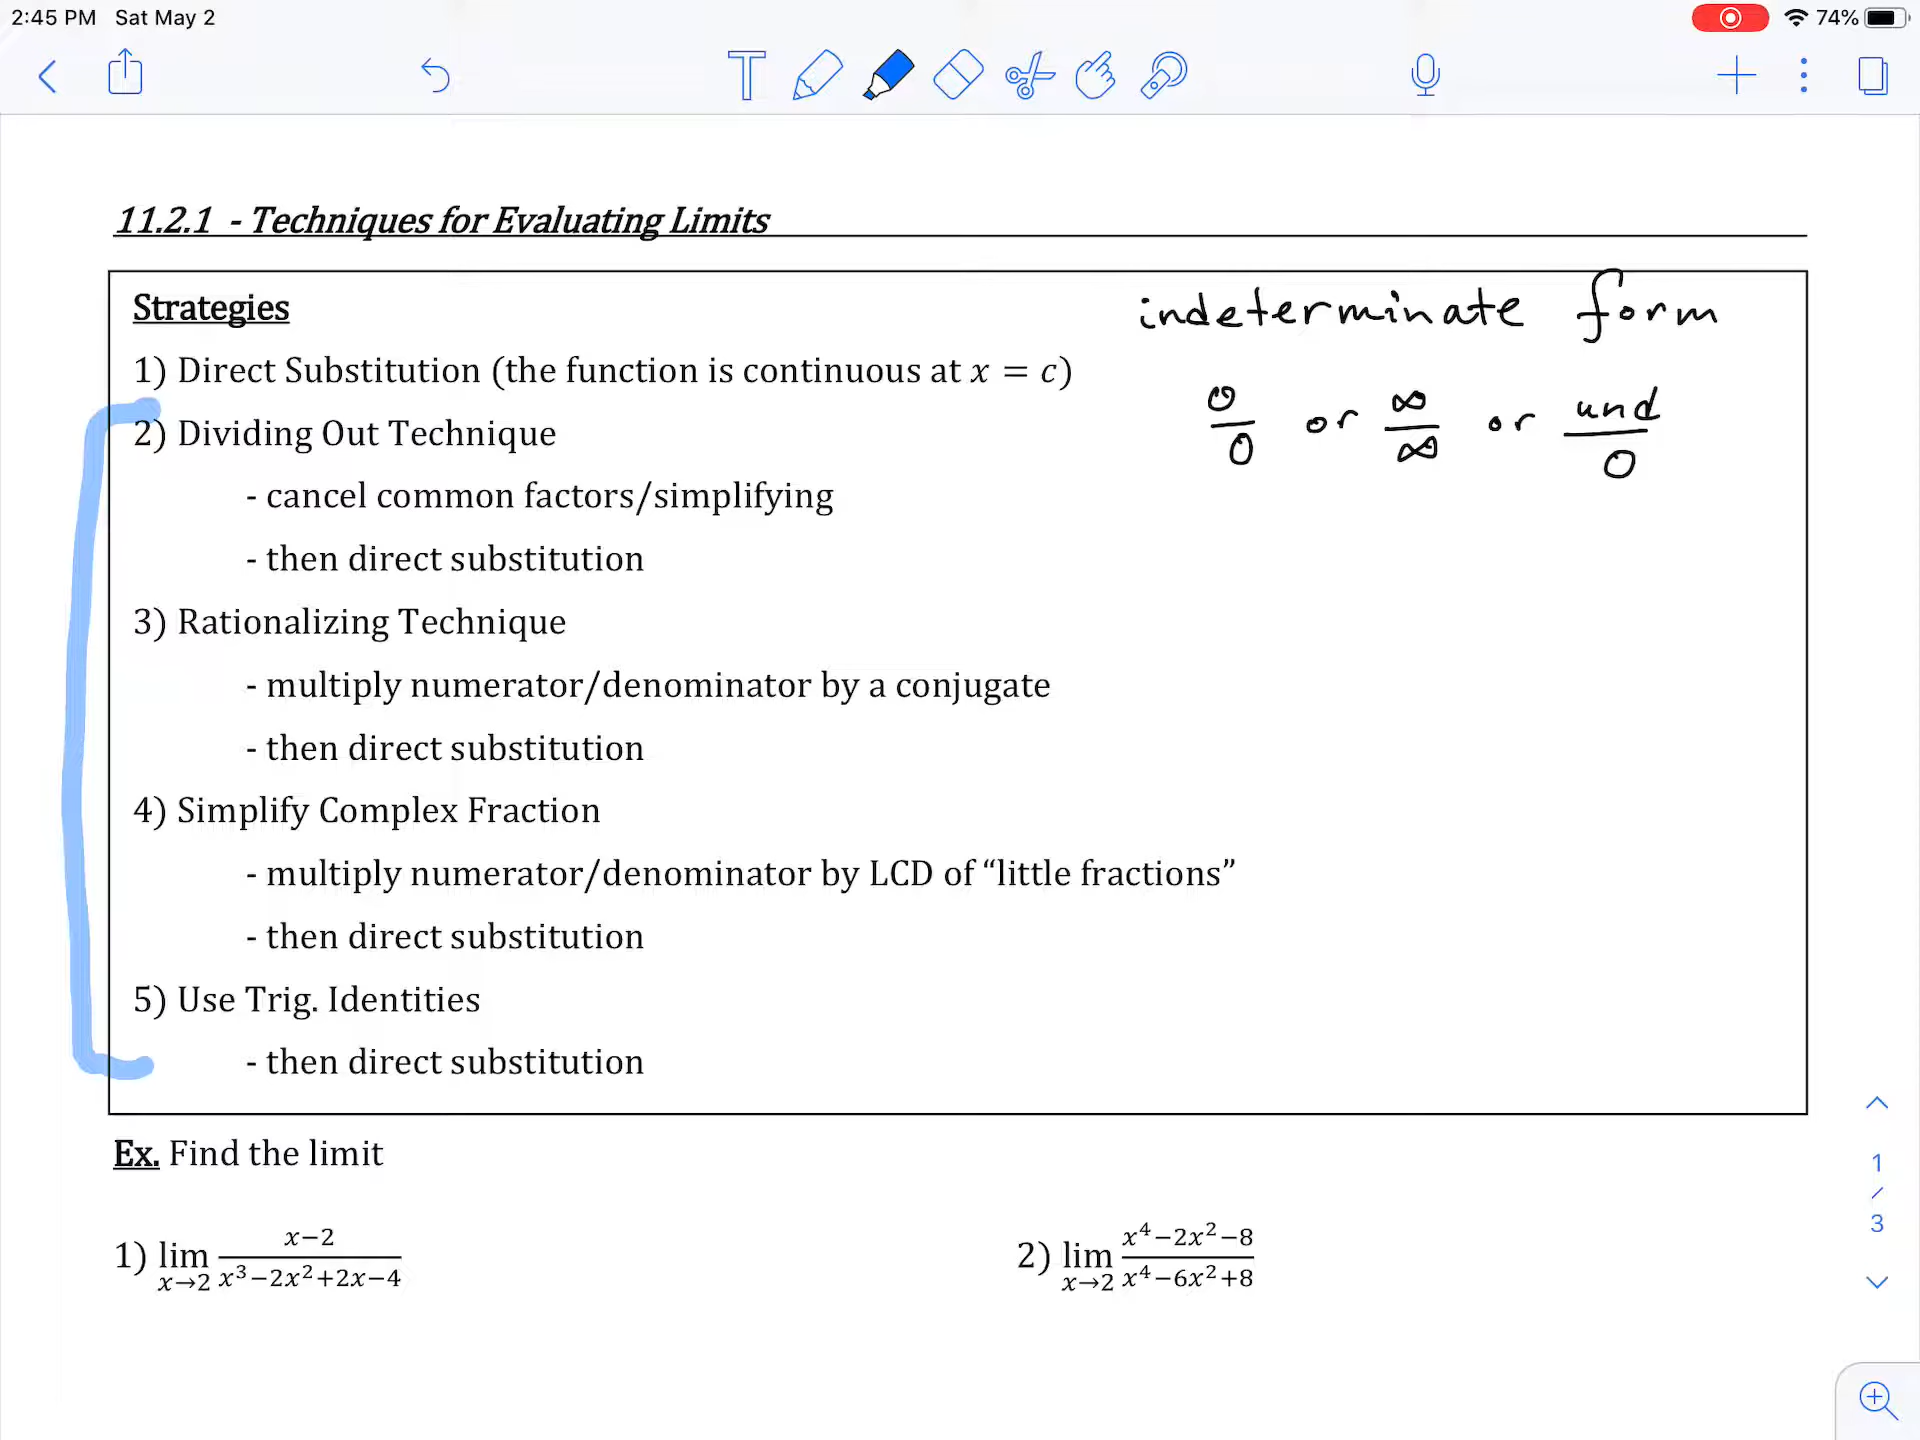 2:45 PM Sat May 2
74%
11.2.1 - Techniques for Evaluating Limits
Strategies
indeterminate form
1) Direct Substitution (the function is continuous at x = c)
0/0 or ∞/∞ or und/0
2) Dividing Out Technique
- cancel common factors/simplifying
- then direct substitution
3) Rationalizing Technique
- multiply numerator/denominator by a conjugate
- then direct substitution
4) Simplify Complex Fraction
- multiply numerator/denominator by LCD of “little fractions”
- then direct substitution
5) Use Trig. Identities
- then direct substitution
Ex. Find the limit
1) lim x→2 (x−2)/(x³−2x²+2x−4)
2) lim x→2 (x⁴−2x²−8)/(x⁴−6x²+8)
1
/
3